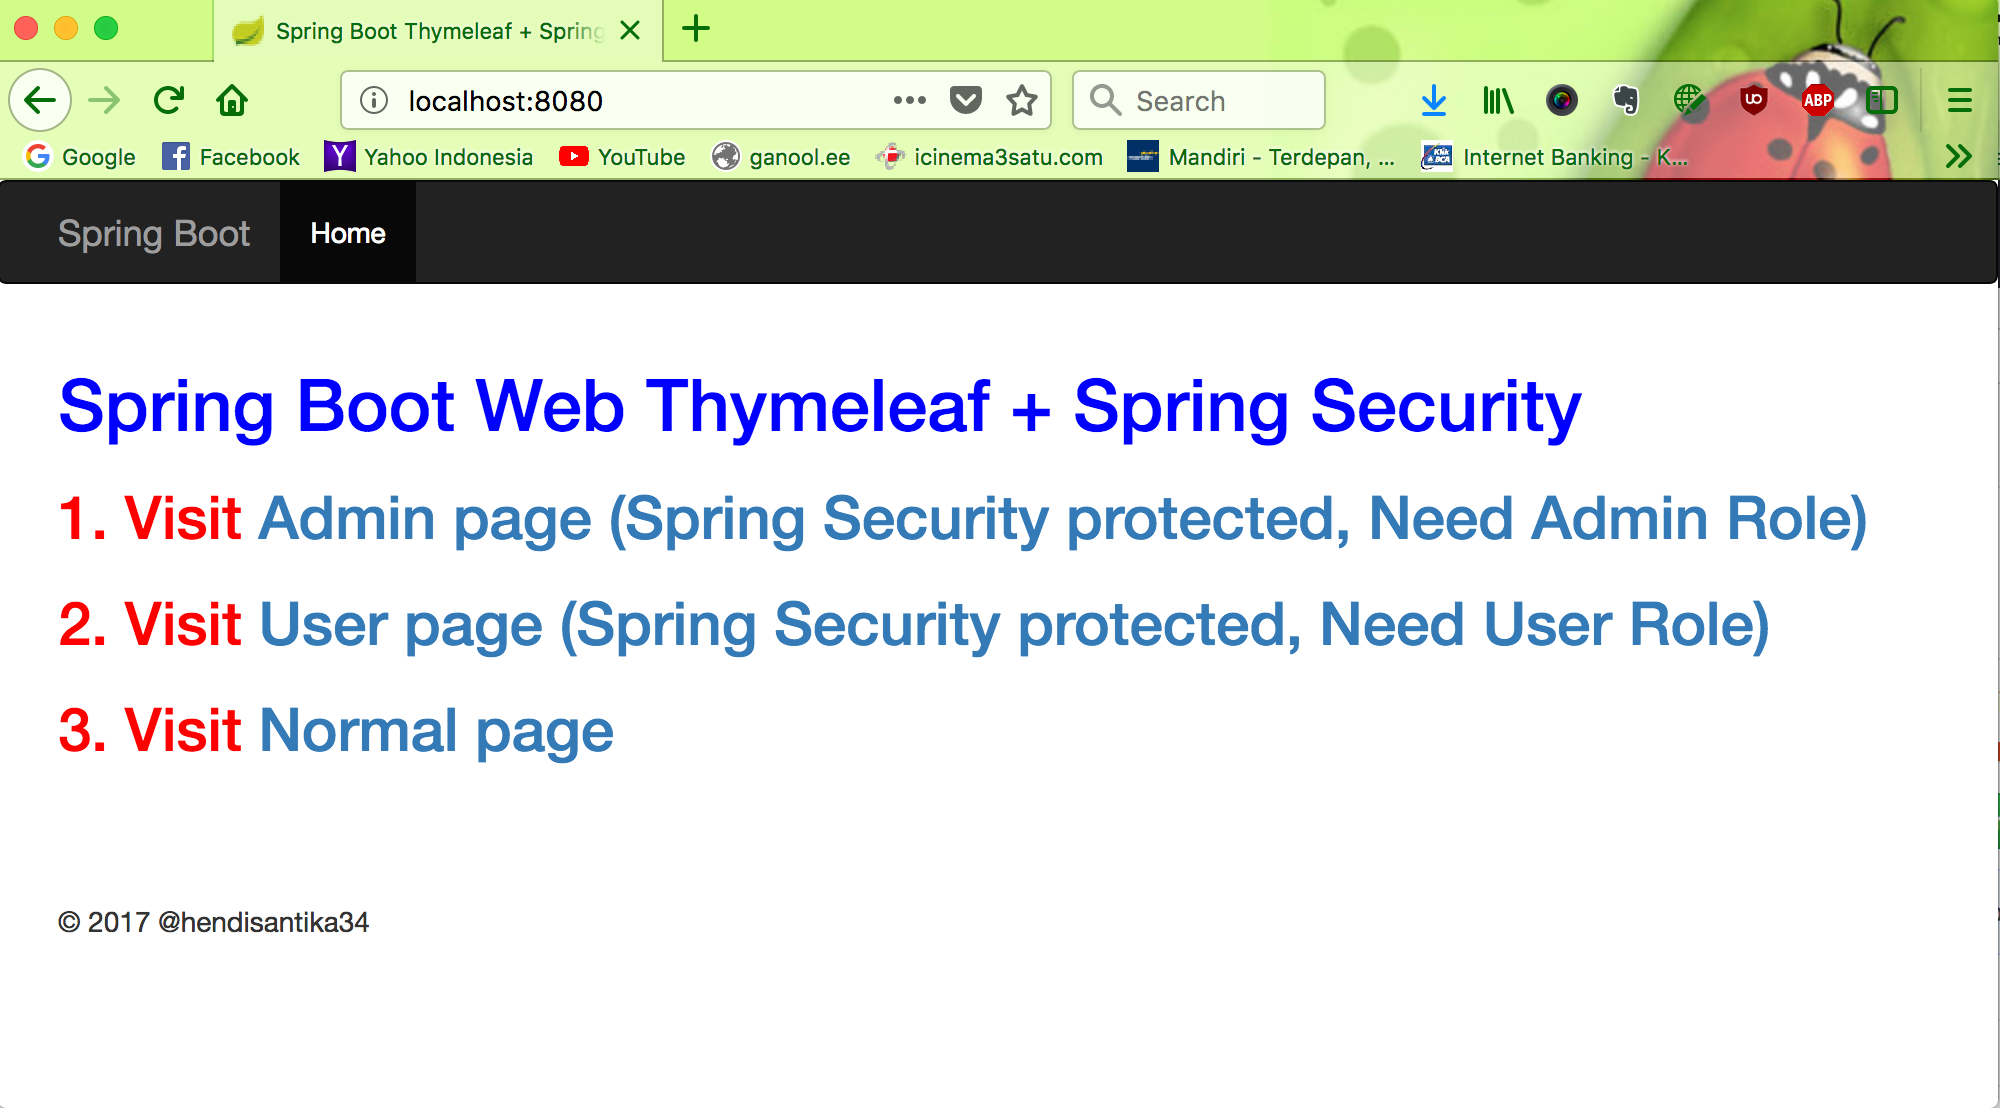 Spring Boot Thymeleaf + Spring
localhost:8080
Search
ABP
Google Facebook Yahoo Indonesia YouTube ganool.ee icinema3satu.com Mandiri - Terdepan, ... Internet Banking - K...
Spring Boot Home
Spring Boot Web Thymeleaf + Spring Security
1. Visit Admin page (Spring Security protected, Need Admin Role)
2. Visit User page (Spring Security protected, Need User Role)
3. Visit Normal page
© 2017 @hendisantika34